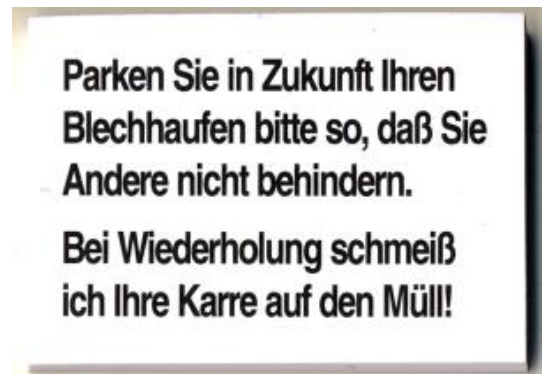 Parken Sie in Zukunft Ihren
Blechhaufen bitte so, daß Sie
Andere nicht behindern.
Bei Wiederholung schmeiß
ich Ihre Karre auf den Müll!